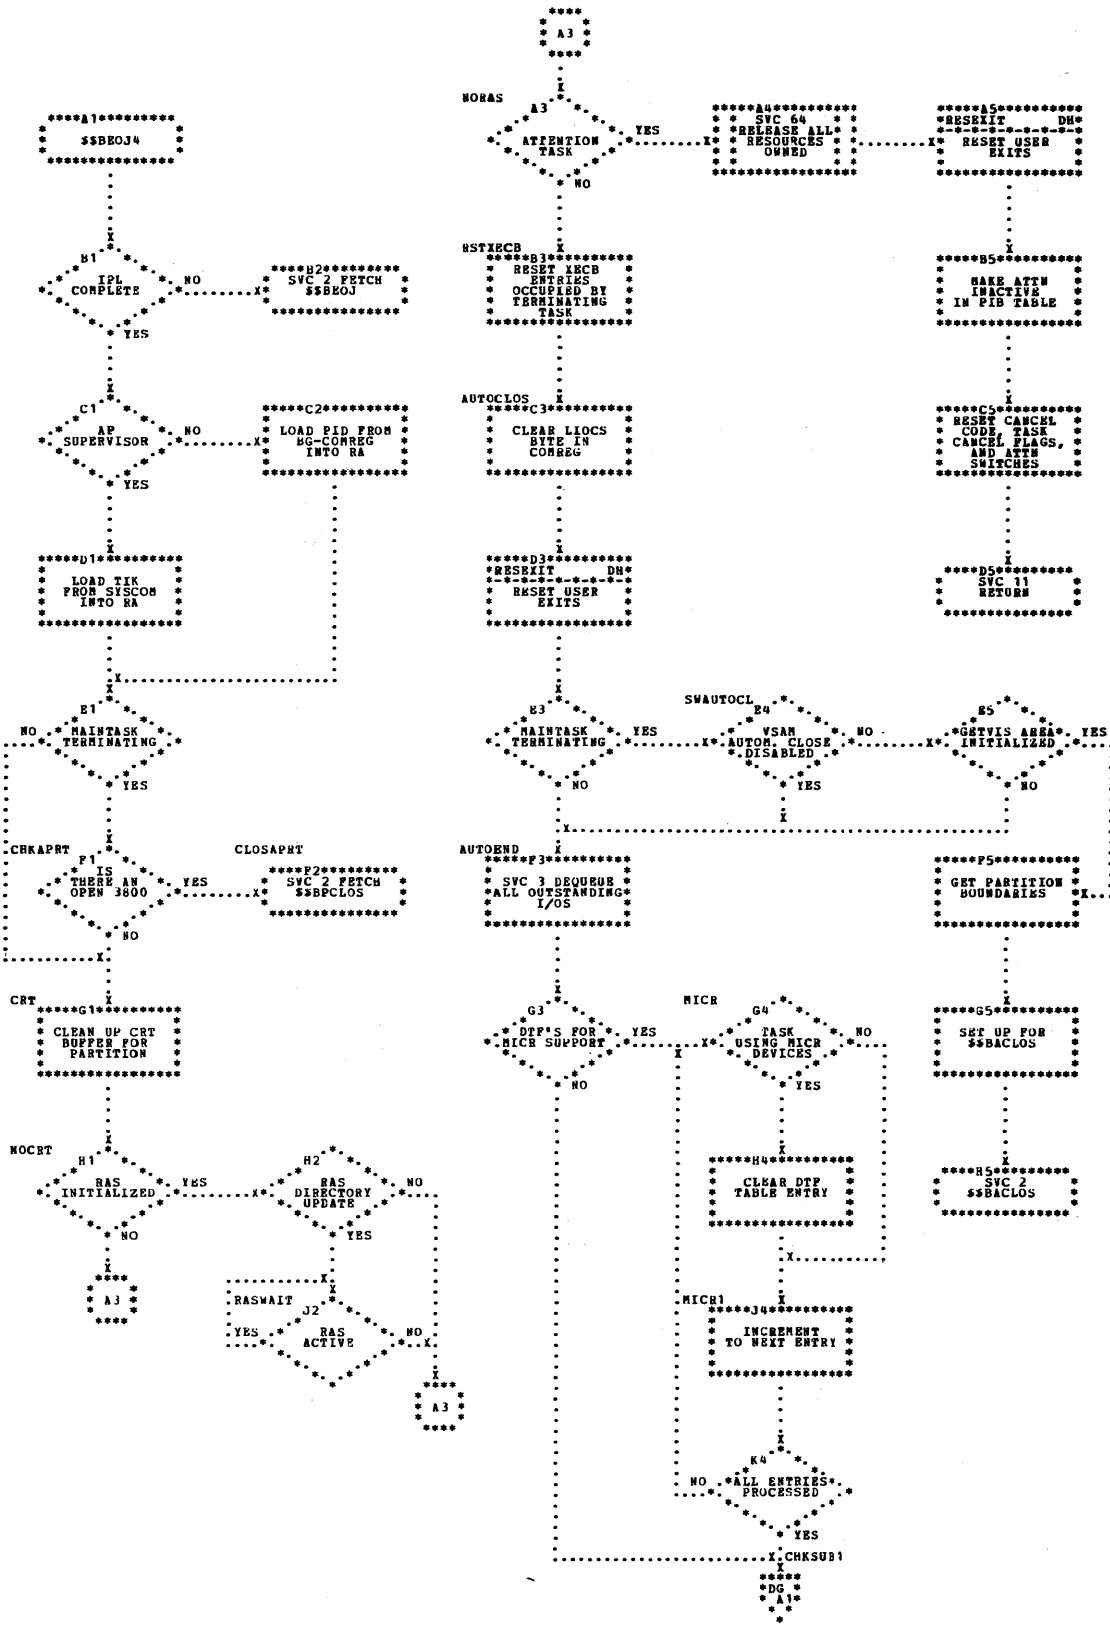 A3
A1
$$BEOJ4
B1
IPL
COMPLETE
NO
YES
B2
SVC 2 FETCH
$$BEOJ
C1
AP
SUPERVISOR
NO
YES
C2
LOAD PID FROM
BG-COMREG
INTO RA
D1
LOAD TIK
FROM SYSCOM
INTO RA
E1
MAINTASK
TERMINATING
NO
YES
CHKAPRT
F1
IS
THERE AN
OPEN 3800
YES
NO
CLOSAPRT
F2
SVC 2 FETCH
$$BPCLOS
CRT
G1
CLEAN UP CRT
BUFFER FOR
PARTITION
NOCRT
H1
RAS
INITIALIZED
YES
NO
A3
H2
RAS
DIRECTORY
UPDATE
NO
YES
RASWAIT
J2
RAS
ACTIVE
YES
NO
A3
NORAS
A3
ATTENTION
TASK
YES
NO
A4
SVC 64
RELEASE ALL
RESOURCES
OWNED
A5
RESEXIT DH
RESET USER
EXITS
RSTXECB
B3
RESET XECB
ENTRIES
OCCUPIED BY
TERMINATING
TASK
B5
MAKE ATTN
INACTIVE
IN PIB TABLE
AUTOCLOS
C3
CLEAR LIOCS
BYTE IN
COMREG
C5
RESET CANCEL
CODE, TASK
CANCEL FLAGS,
AND ATTN
SWITCHES
D3
RESEXIT DH
RESET USER
EXITS
D5
SVC 11
RETURN
E3
MAINTASK
TERMINATING
YES
NO
SWAUTOCL
E4
VSAM
AUTOM. CLOSE
DISABLED
NO
YES
E5
GETVIS AREA
INITIALIZED
YES
NO
AUTOEND
F3
SVC 3 DEQUEUE
ALL OUTSTANDING
I/OS
F5
GET PARTITION
BOUNDARIES
G3
DTF'S FOR
MICR SUPPORT
YES
NO
MICR
G4
TASK
USING MICR
DEVICES
NO
YES
G5
SET UP FOR
$$BACLOS
H4
CLEAR DTF
TABLE ENTRY
H5
SVC 2
$$BACLOS
MICR1
J4
INCREMENT
TO NEXT ENTRY
K4
ALL ENTRIES
PROCESSED
NO
YES
CHKSUB1
DG
A1